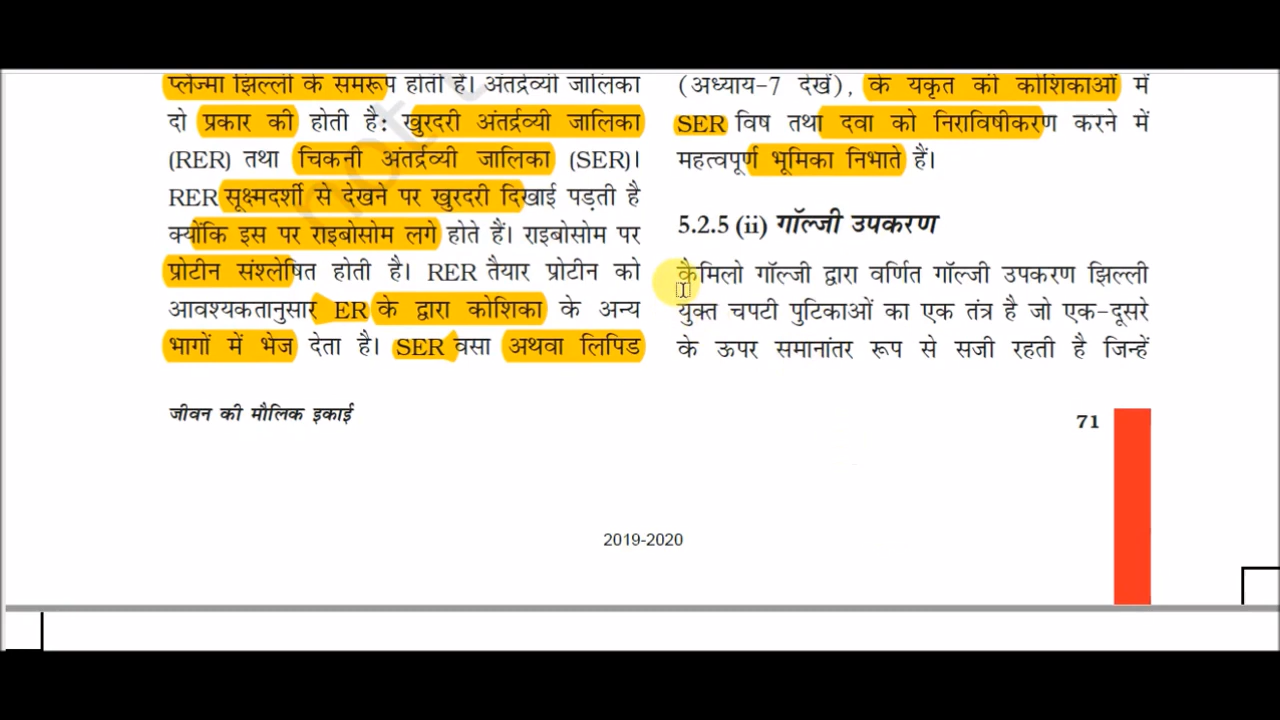 प्लैज्मा झिल्ली के समरूप होती है। अंतर्द्रव्यी जालिका
दो प्रकार की होती है: खुरदरी अंतर्द्रव्यी जालिका
(RER) तथा चिकनी अंतर्द्रव्यी जालिका (SER)।
RER सूक्ष्मदर्शी से देखने पर खुरदरी दिखाई पड़ती है
क्योंकि इस पर राइबोसोम लगे होते हैं। राइबोसोम पर
प्रोटीन संश्लेषित होती है। RER तैयार प्रोटीन को
आवश्यकतानुसार ER के द्वारा कोशिका के अन्य
भागों में भेज देता है। SER वसा अथवा लिपिड
(अध्याय-7 देखें), के यकृत की कोशिकाओं में
SER विष तथा दवा को निराविषीकरण करने में
महत्वपूर्ण भूमिका निभाते हैं।
5.2.5 (ii) गॉल्जी उपकरण
कैमिलो गॉल्जी द्वारा वर्णित गॉल्जी उपकरण झिल्ली
युक्त चपटी पुटिकाओं का एक तंत्र है जो एक-दूसरे
के ऊपर समानांतर रूप से सजी रहती है जिन्हें
जीवन की मौलिक इकाई
71
2019-2020